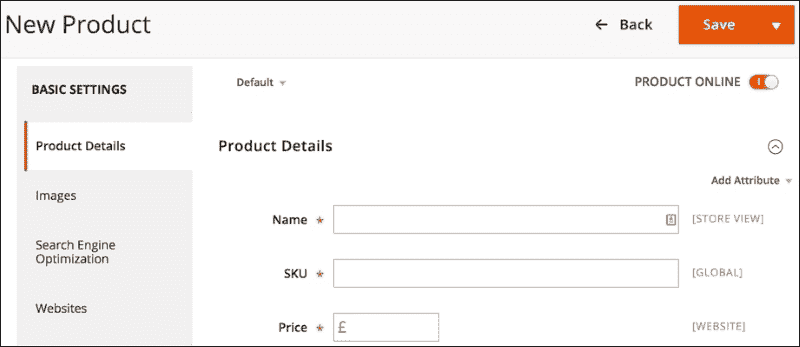 New Product
← Back
Save
BASIC SETTINGS
Default
PRODUCT ONLINE
Product Details
Product Details
Add Attribute
Images
Name * [STORE VIEW]
Search Engine
Optimization
SKU * [GLOBAL]
Websites
Price * £ [WEBSITE]